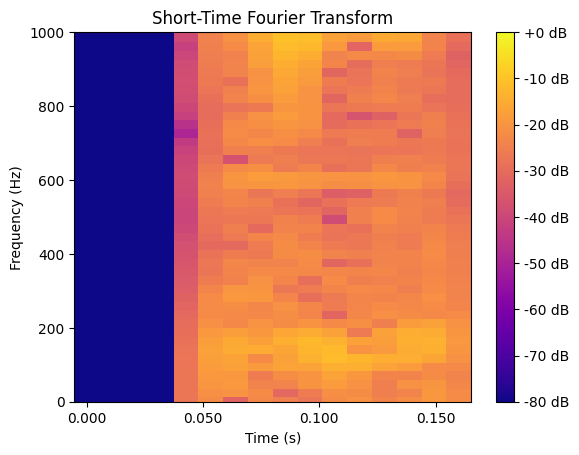 Short-Time Fourier Transform
1000
800
600
400
200
0
Frequency (Hz)
0.000
0.050
0.100
0.150
Time (s)
+0 dB
-10 dB
-20 dB
-30 dB
-40 dB
-50 dB
-60 dB
-70 dB
-80 dB